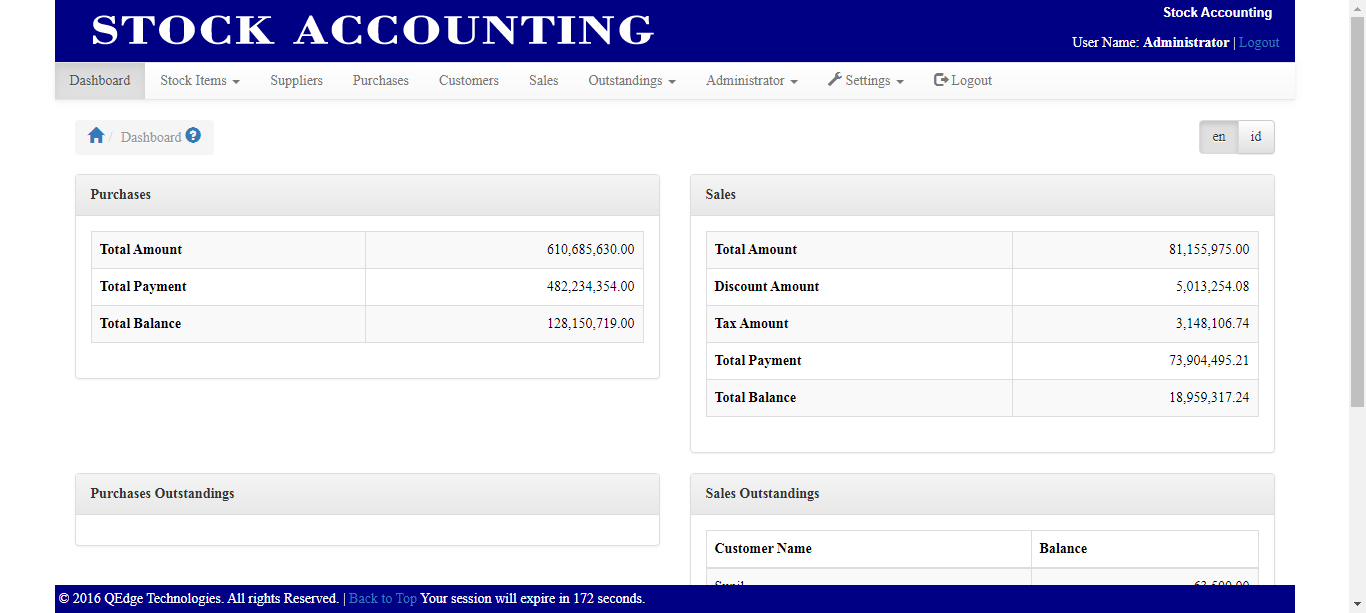 STOCK ACCOUNTING
Stock Accounting
User Name: Administrator | Logout
Dashboard Stock Items Suppliers Purchases Customers Sales Outstandings Administrator Settings Logout
/ Dashboard ?
en id
Purchases
Total Amount 610,685,630.00
Total Payment 482,234,354.00
Total Balance 128,150,719.00
Sales
Total Amount 81,155,975.00
Discount Amount 5,013,254.08
Tax Amount 3,148,106.74
Total Payment 73,904,495.21
Total Balance 18,959,317.24
Purchases Outstandings
Sales Outstandings
Customer Name Balance
© 2016 QEdge Technologies. All rights Reserved. | Back to Top Your session will expire in 172 seconds.